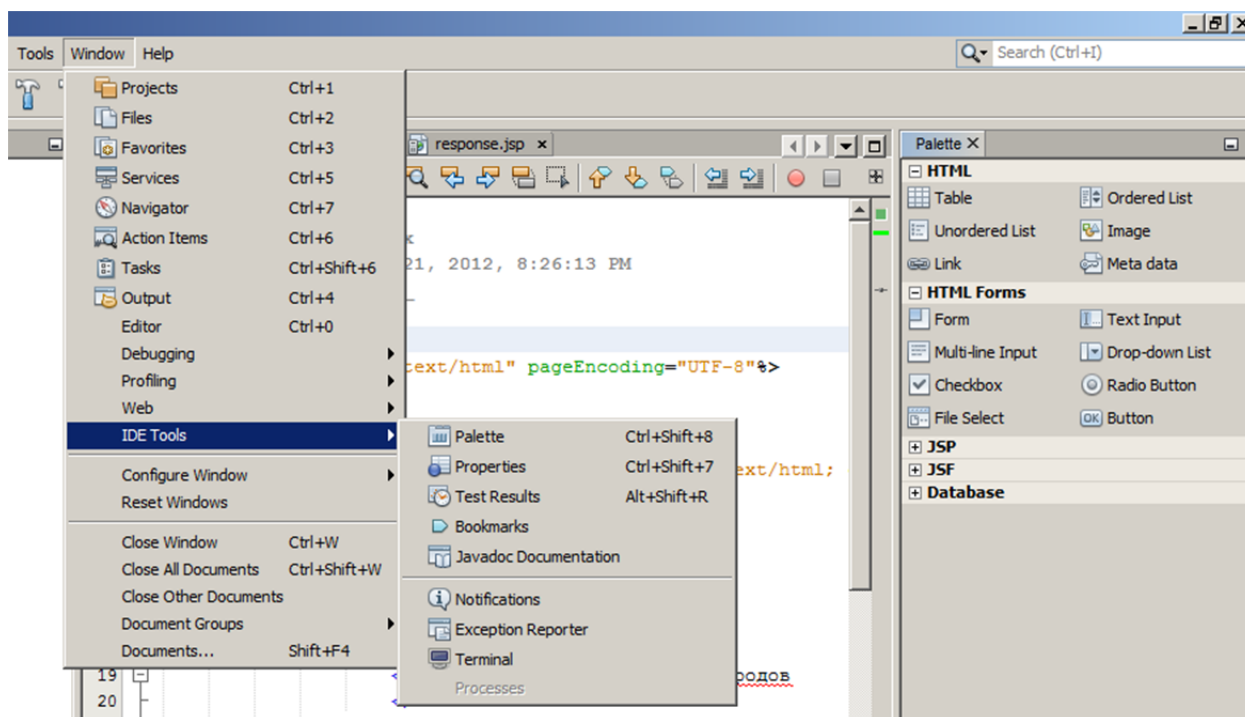 Tools Window Help
Search (Ctrl+I)
Projects Ctrl+1
Files Ctrl+2
Favorites Ctrl+3
Services Ctrl+5
Navigator Ctrl+7
Action Items Ctrl+6
Tasks Ctrl+Shift+6
Output Ctrl+4
Editor Ctrl+0
Debugging
Profiling
Web
IDE Tools
Configure Window
Reset Windows
Close Window Ctrl+W
Close All Documents Ctrl+Shift+W
Close Other Documents
Document Groups
Documents... Shift+F4
Palette Ctrl+Shift+8
Properties Ctrl+Shift+7
Test Results Alt+Shift+R
Bookmarks
Javadoc Documentation
Notifications
Exception Reporter
Terminal
Processes
response.jsp
21, 2012, 8:26:13 PM
text/html" pageEncoding="UTF-8"%>
ext/html;
19 родов
20
Palette
HTML
Table Ordered List
Unordered List Image
Link Meta data
HTML Forms
Form Text Input
Multi-line Input Drop-down List
Checkbox Radio Button
File Select OK Button
JSP
JSF
Database